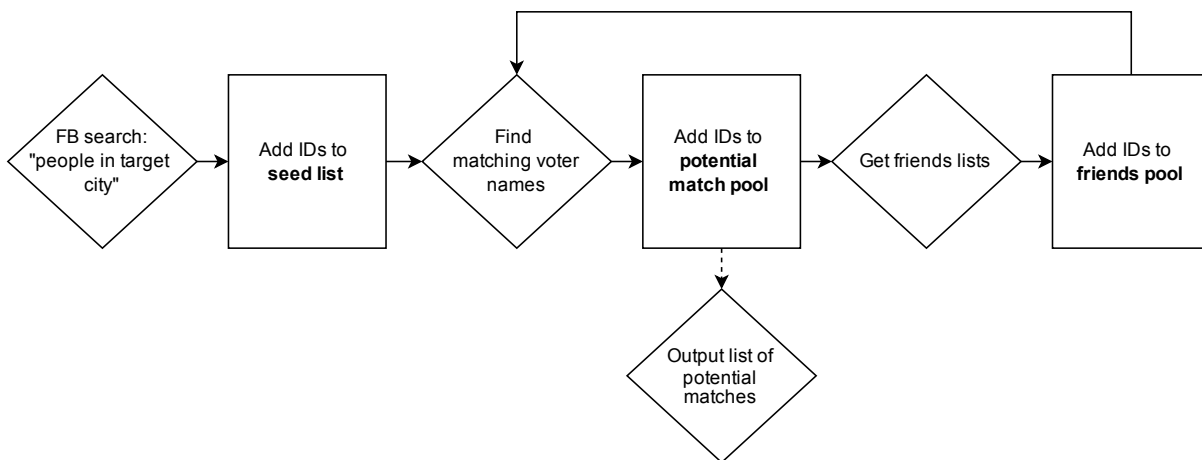 FB search:
"people in target
city"
Add IDs to
seed list
Find
matching voter
names
Add IDs to
potential
match pool
Get friends lists
Add IDs to
friends pool
Output list of
potential
matches